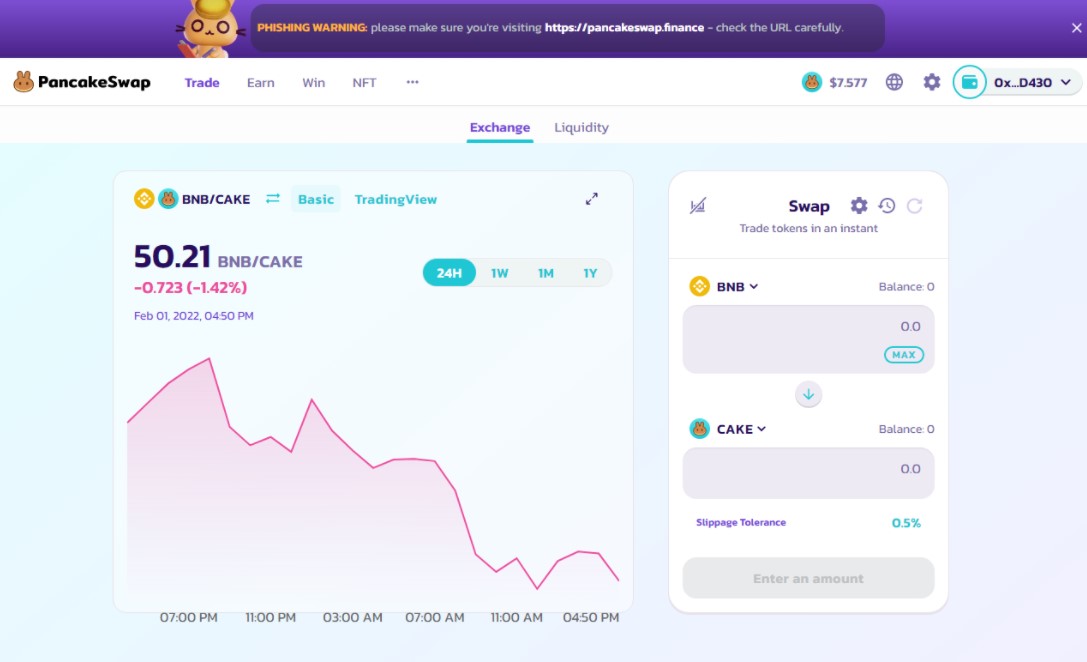 PHISHING WARNING: please make sure you're visiting https://pancakeswap.finance - check the URL carefully.
PancakeSwap Trade Earn Win NFT ... $7.577 0x...D430
Exchange Liquidity
BNB/CAKE Basic TradingView
50.21 BNB/CAKE
-0.723 (-1.42%)
Feb 01, 2022, 04:50 PM
24H 1W 1M 1Y
07:00 PM 11:00 PM 03:00 AM 07:00 AM 11:00 AM 04:50 PM
Swap
Trade tokens in an instant
BNB Balance: 0
0.0
MAX
CAKE Balance: 0
0.0
Slippage Tolerance 0.5%
Enter an amount